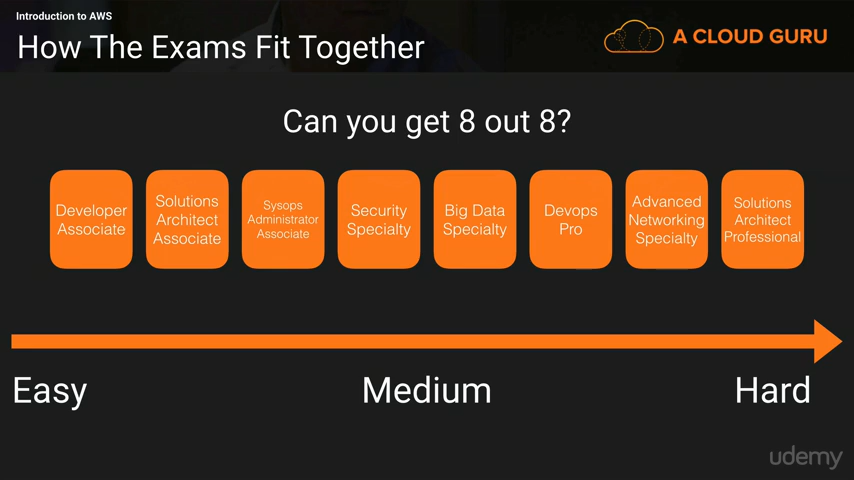 Introduction to AWS
How The Exams Fit Together
A CLOUD GURU
Can you get 8 out 8?
Developer
Associate
Solutions
Architect
Associate
Sysops
Administrator
Associate
Security
Specialty
Big Data
Specialty
Devops
Pro
Advanced
Networking
Specialty
Solutions
Architect
Professional
Easy
Medium
Hard
udemy